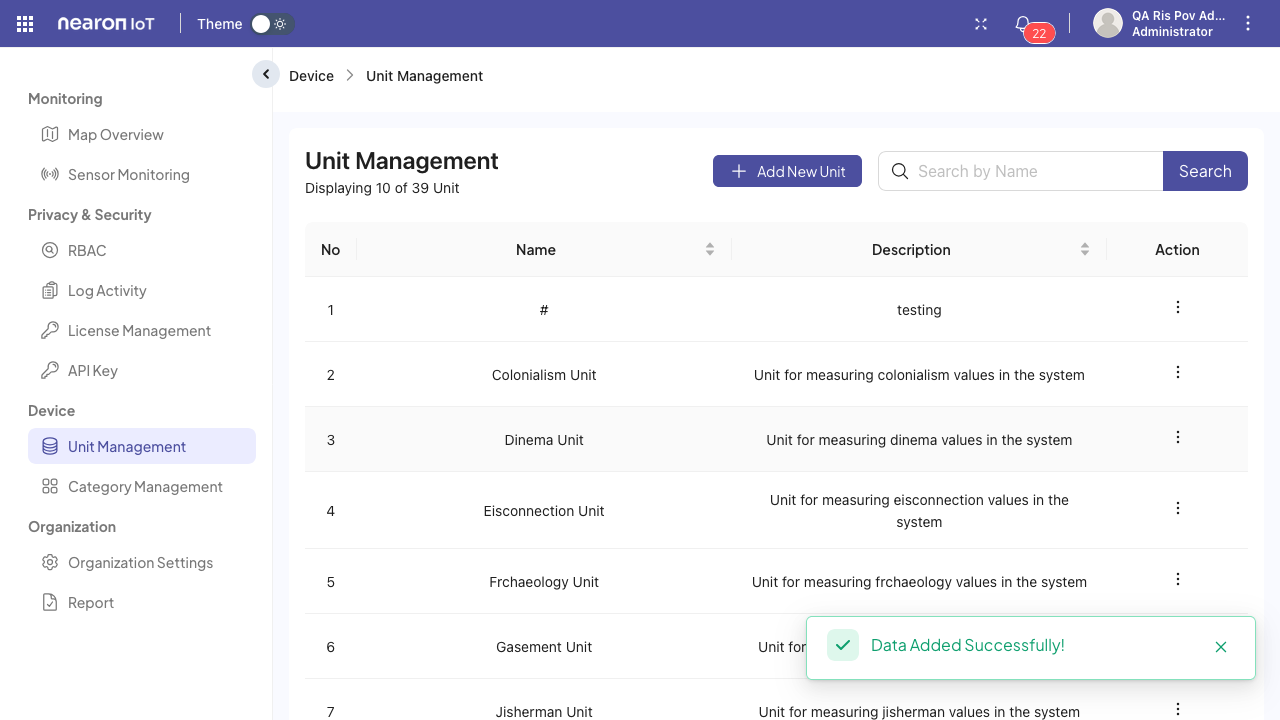 nearon IoT
Theme
22
QA Ris Pov Ad...
Administrator
Device
Unit Management
Monitoring
Map Overview
Sensor Monitoring
Privacy & Security
RBAC
Log Activity
License Management
API Key
Device
Unit Management
Category Management
Organization
Organization Settings
Report
Unit Management
Displaying 10 of 39 Unit
Add New Unit
Search by Name
Search
No Name Description Action
1 # testing
2 Colonialism Unit Unit for measuring colonialism values in the system
3 Dinema Unit Unit for measuring dinema values in the system
4 Eisconnection Unit Unit for measuring eisconnection values in the
system
5 Frchaeology Unit Unit for measuring frchaeology values in the system
6 Gasement Unit Unit for
Data Added Successfully!
7 Jisherman Unit Unit for measuring jisherman values in the system